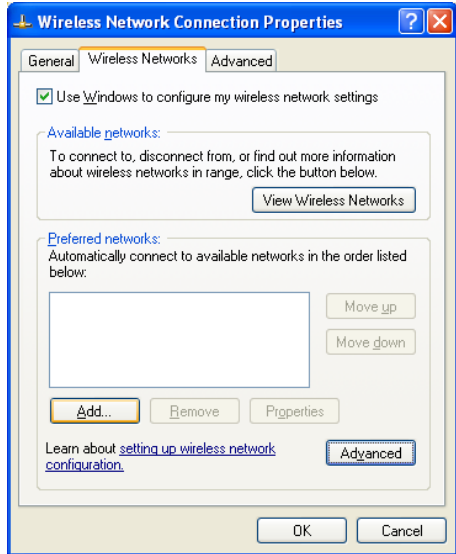 Wireless Network Connection Properties
General Wireless Networks Advanced
Use Windows to configure my wireless network settings
Available networks:
To connect to, disconnect from, or find out more information
about wireless networks in range, click the button below.
View Wireless Networks
Preferred networks:
Automatically connect to available networks in the order listed
below:
Move up
Move down
Add... Remove Properties
Learn about setting up wireless network
configuration.
Advanced
OK Cancel